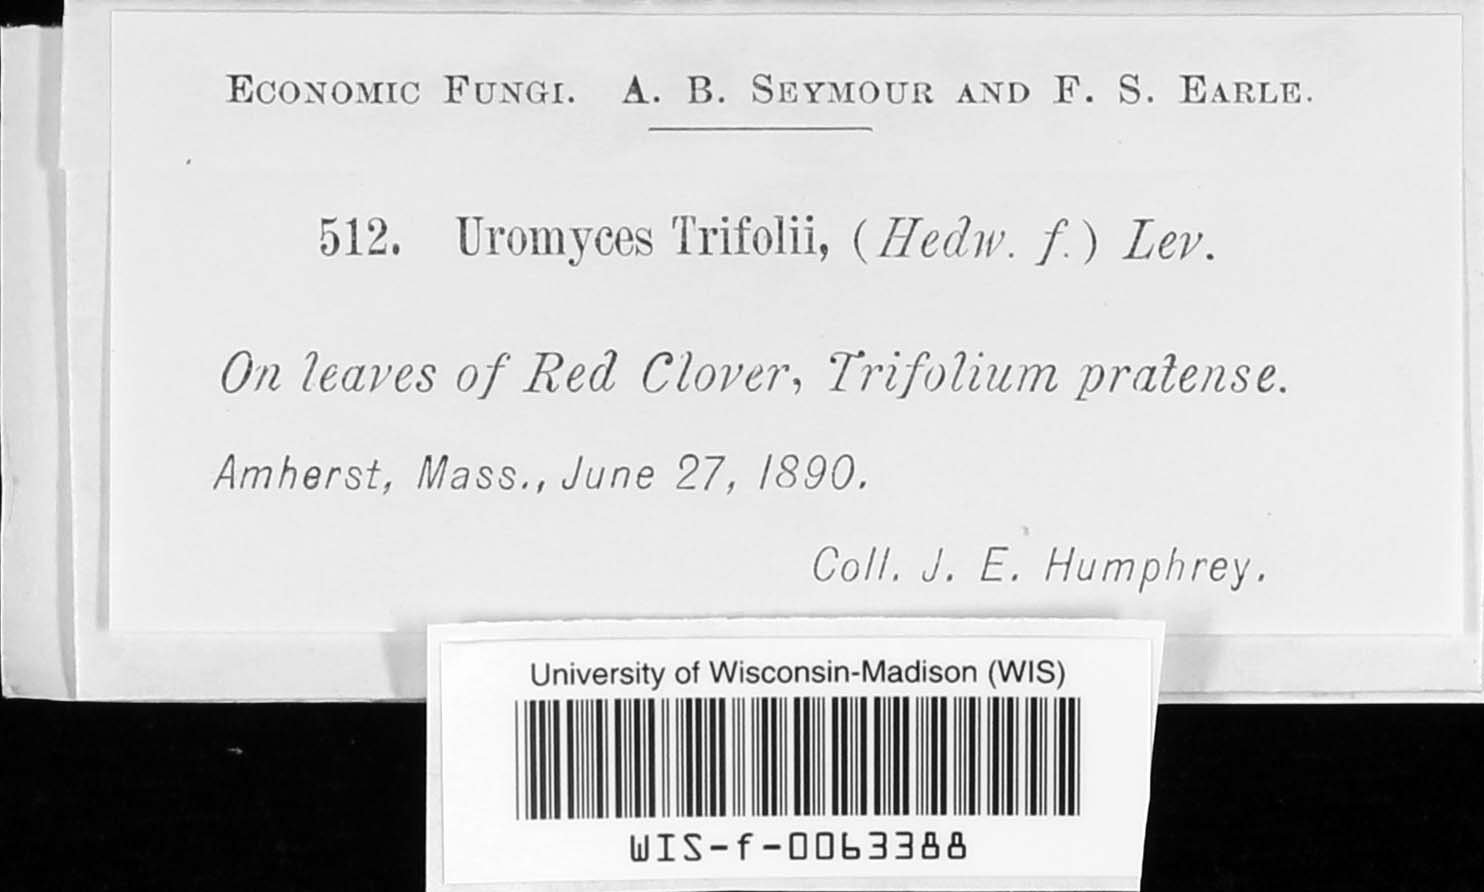 Economic Fungi. A. B. Seymour and F. S. Earle.
512. Uromyces Trifolii, (Hedw. f.) Lev.
On leaves of Red Clover, Trifolium pratense.
Amherst, Mass., June 27, 1890.
Coll. J. E. Humphrey.
University of Wisconsin-Madison (WIS)
WIS-f-0063388